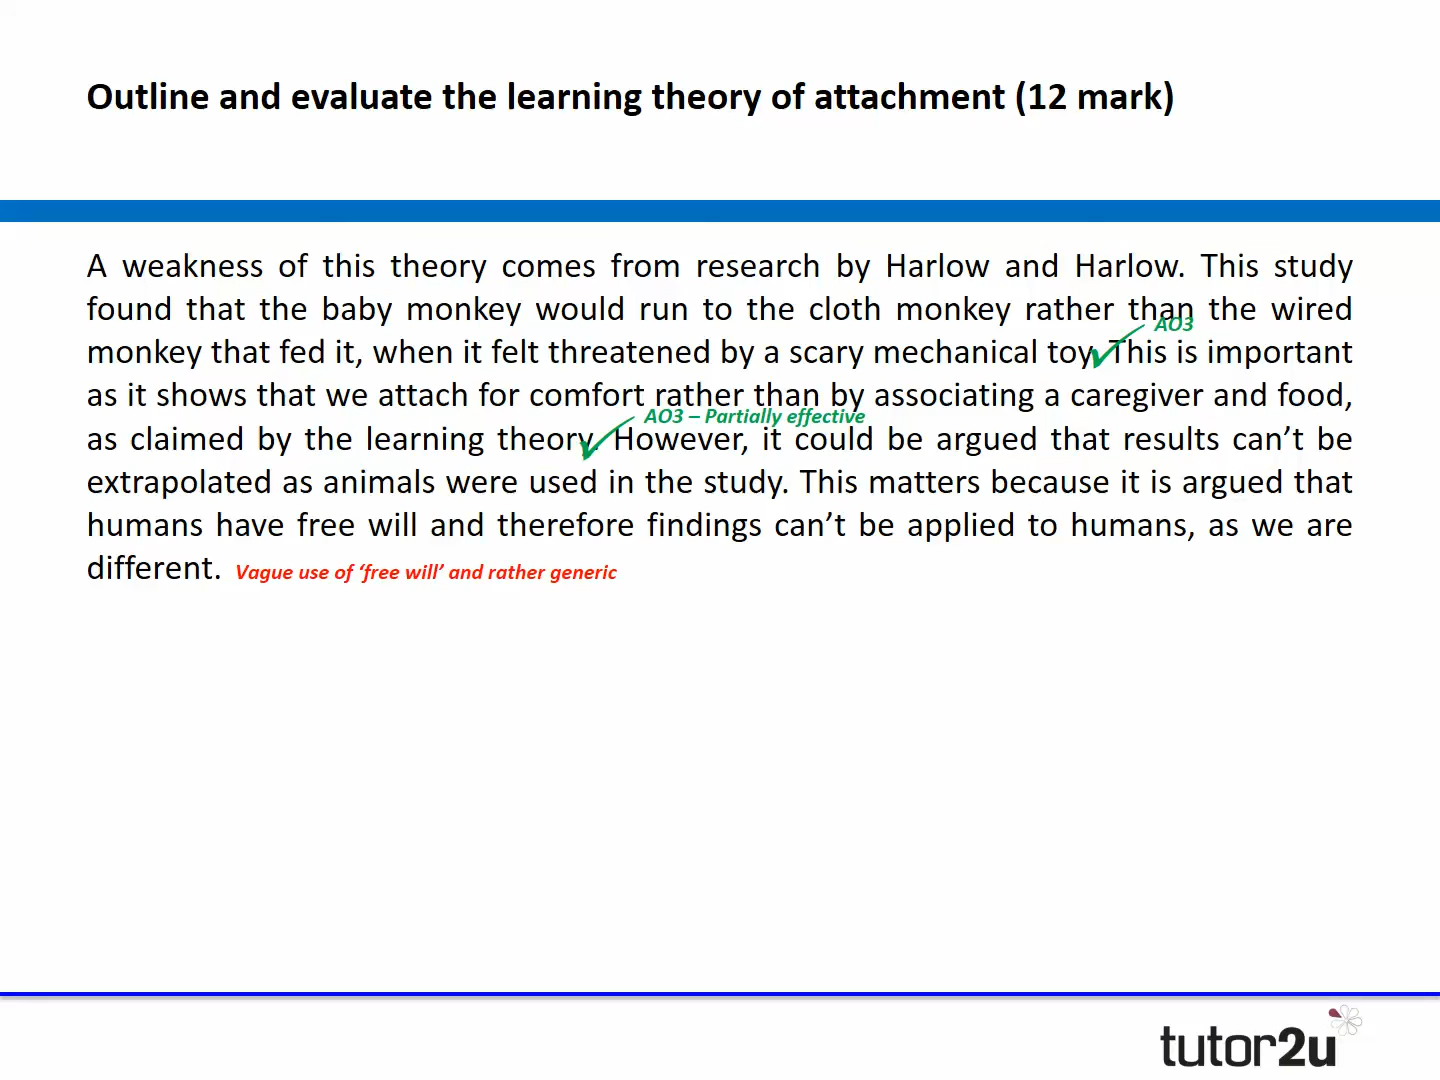 Outline and evaluate the learning theory of attachment (12 mark)
A weakness of this theory comes from research by Harlow and Harlow. This study
found that the baby monkey would run to the cloth monkey rather than the wired
AO3
monkey that fed it, when it felt threatened by a scary mechanical toy. This is important
as it shows that we attach for comfort rather than by associating a caregiver and food,
AO3 – Partially effective
as claimed by the learning theory. However, it could be argued that results can’t be
extrapolated as animals were used in the study. This matters because it is argued that
humans have free will and therefore findings can’t be applied to humans, as we are
different. Vague use of ‘free will’ and rather generic
tutor2u